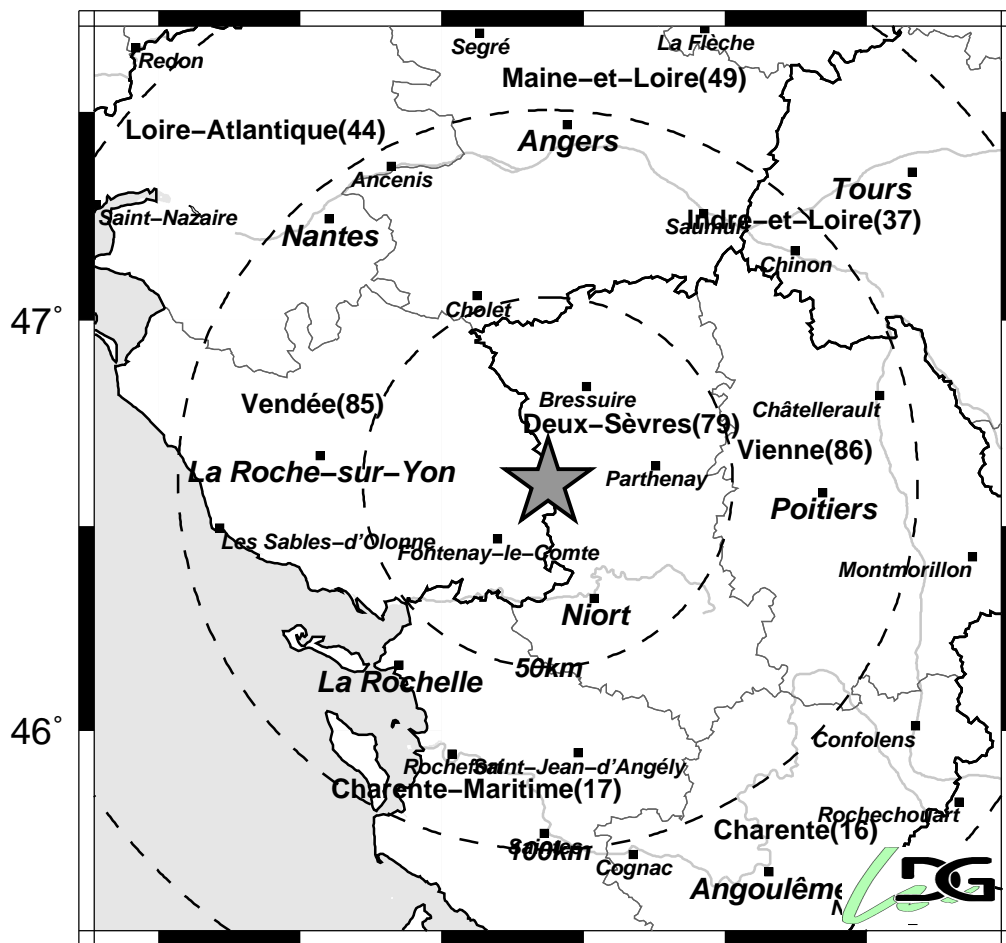 Redon
Segré
La Flèche
Maine−et−Loire(49)
Loire−Atlantique(44)
Angers
Ancenis
Tours
Saint−Nazaire
Nantes
Saumur
Indre−et−Loire(37)
Chinon
47°
Cholet
Bressuire
Vendée(85)
Châtellerault
Deux−Sèvres(79)
Vienne(86)
La Roche−sur−Yon
Parthenay
Poitiers
Les Sables−d'Olonne
Fontenay−le−Comte
Montmorillon
Niort
50km
La Rochelle
46°
Confolens
Rochefort
Saint−Jean−d'Angély
Charente−Maritime(17)
Rochechouart
Charente(16)
Saintes
100km
Cognac
Angoulême
DG